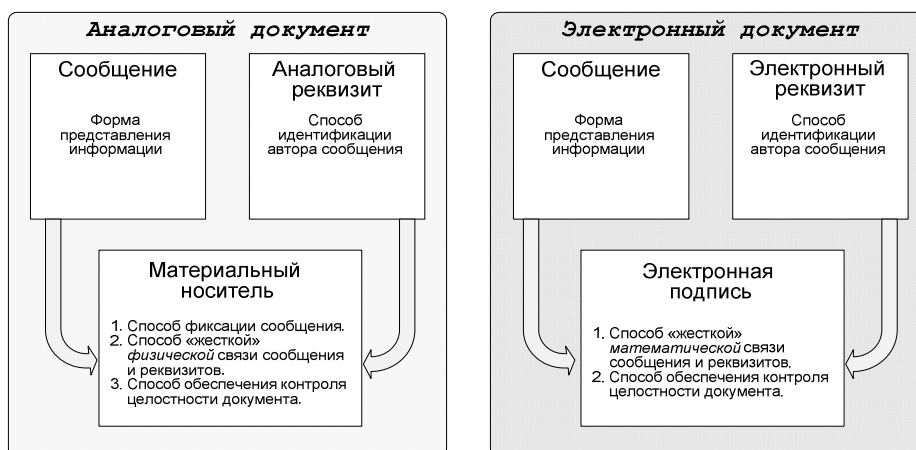 Аналоговый документ
Сообщение
Форма
представления
информации
Аналоговый
реквизит
Способ
идентификации
автора сообщения
Материальный
носитель
1. Способ фиксации сообщения.
2. Способ «жесткой»
физической связи сообщения
и реквизитов.
3. Способ обеспечения контроля
целостности документа.
Электронный документ
Сообщение
Форма
представления
информации
Электронный
реквизит
Способ
идентификации
автора сообщения
Электронная
подпись
1. Способ «жесткой»
математической связи
сообщения и реквизитов.
2. Способ обеспечения контроля
целостности документа.